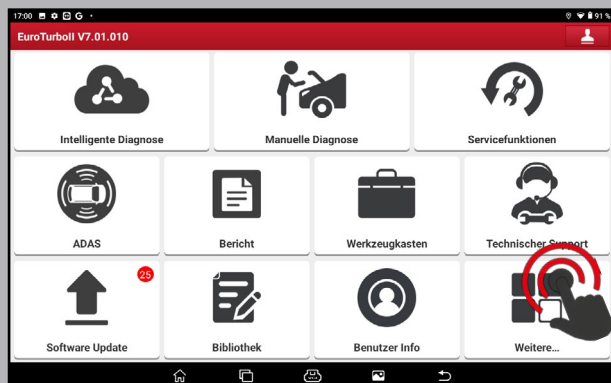 17:00
91 %
EuroTurboII V7.01.010
Intelligente Diagnose
Manuelle Diagnose
Servicefunktionen
ADAS
Bericht
Werkzeugkasten
Technischer Support
25
Software Update
Bibliothek
Benutzer Info
Weitere...